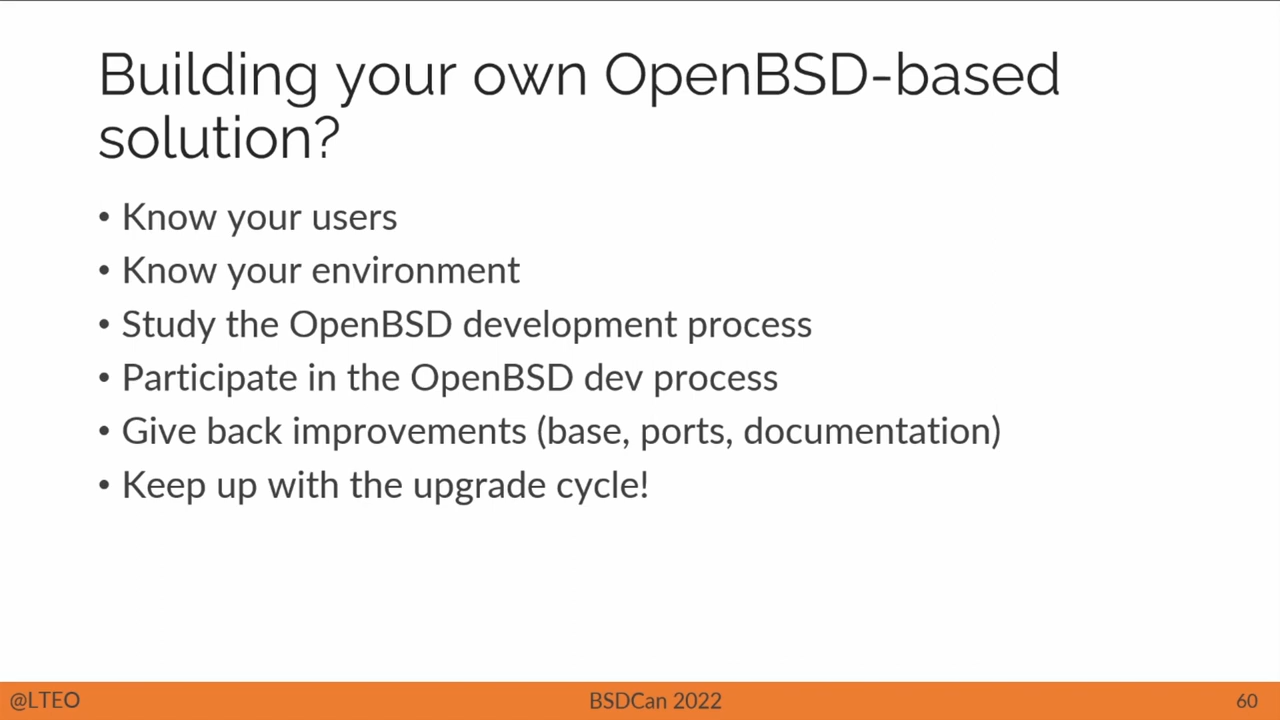 Building your own OpenBSD-based
solution?
• Know your users
• Know your environment
• Study the OpenBSD development process
• Participate in the OpenBSD dev process
• Give back improvements (base, ports, documentation)
• Keep up with the upgrade cycle!
@LTEO
BSDCan 2022
60